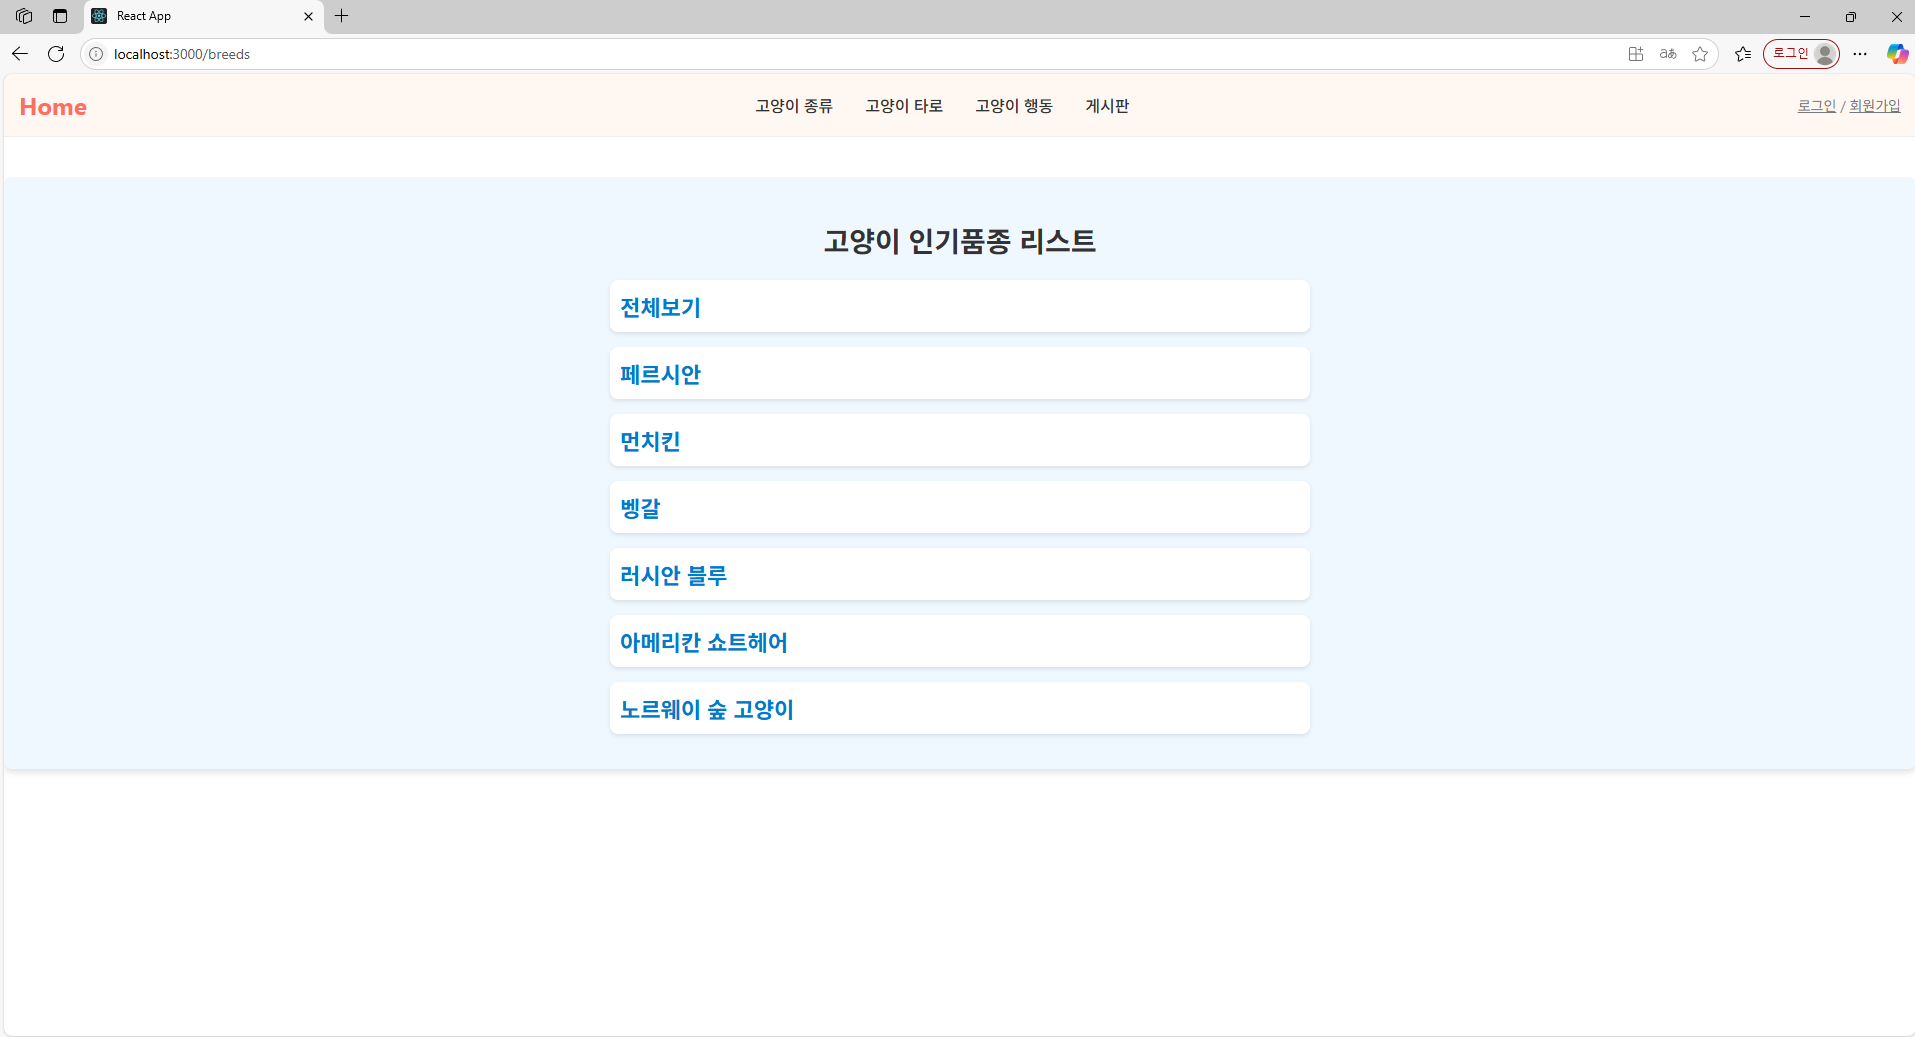 React App
localhost:3000/breeds
aあ
로그인
Home
고양이 종류
고양이 타로
고양이 행동
게시판
로그인 / 회원가입
고양이 인기품종 리스트
전체보기
페르시안
먼치킨
벵갈
러시안 블루
아메리칸 쇼트헤어
노르웨이 숲 고양이